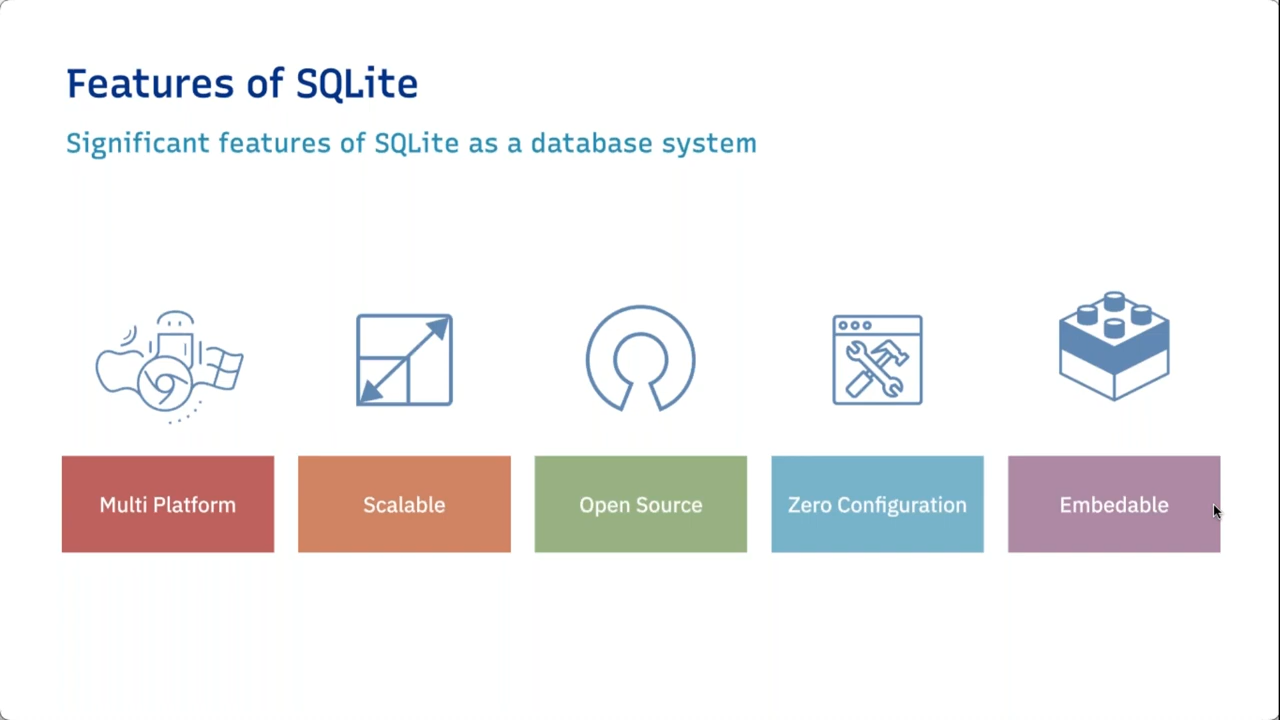 Features of SQLite
Significant features of SQLite as a database system
Multi Platform
Scalable
Open Source
Zero Configuration
Embedable